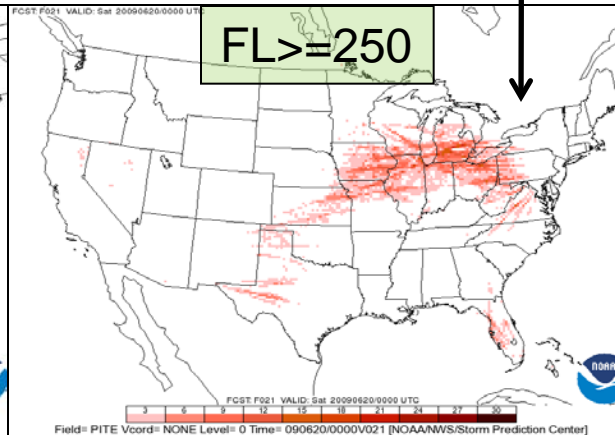 FCST: F021 VALID: Sat 20090620/0000 UTC
FL>=250
NOAA
FCST: F021 VALID: Sat 20090620/0000 UTC
3 6 9 12 15 18 21 24 27 30
Field= PITE Vcord= NONE Level= 0 Time= 090620/0000V021 [NOAA/NWS/Storm Prediction Center]